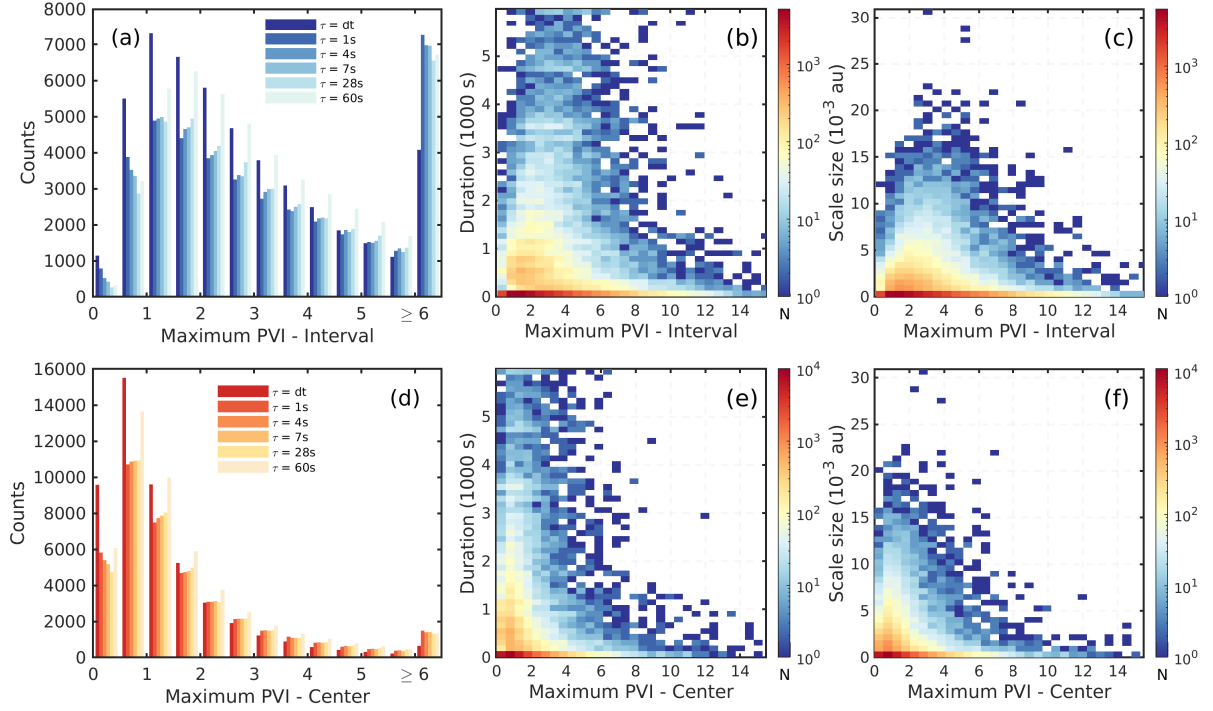 (a)
τ = dt
τ = 1s
τ = 4s
τ = 7s
τ = 28s
τ = 60s
8000
7000
6000
5000
4000
3000
2000
1000
0
Counts
0 1 2 3 4 5 ≥ 6
Maximum PVI - Interval
(b)
5
4
3
2
1
0
Duration (1000 s)
0 2 4 6 8 10 12 14
Maximum PVI - Interval
10³
10²
10¹
10⁰
N
(c)
30
25
20
15
10
5
0
Scale size (10⁻³ au)
0 2 4 6 8 10 12 14
Maximum PVI - Interval
10³
10²
10¹
10⁰
N
(d)
τ = dt
τ = 1s
τ = 4s
τ = 7s
τ = 28s
τ = 60s
16000
14000
12000
10000
8000
6000
4000
2000
0
Counts
0 1 2 3 4 5 ≥ 6
Maximum PVI - Center
(e)
5
4
3
2
1
0
Duration (1000 s)
0 2 4 6 8 10 12 14
Maximum PVI - Center
10⁴
10³
10²
10¹
10⁰
N
(f)
30
25
20
15
10
5
0
Scale size (10⁻³ au)
0 2 4 6 8 10 12 14
Maximum PVI - Center
10⁴
10³
10²
10¹
10⁰
N